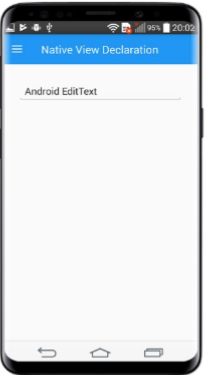 95% 20:02
Native View Declaration
Android EditText